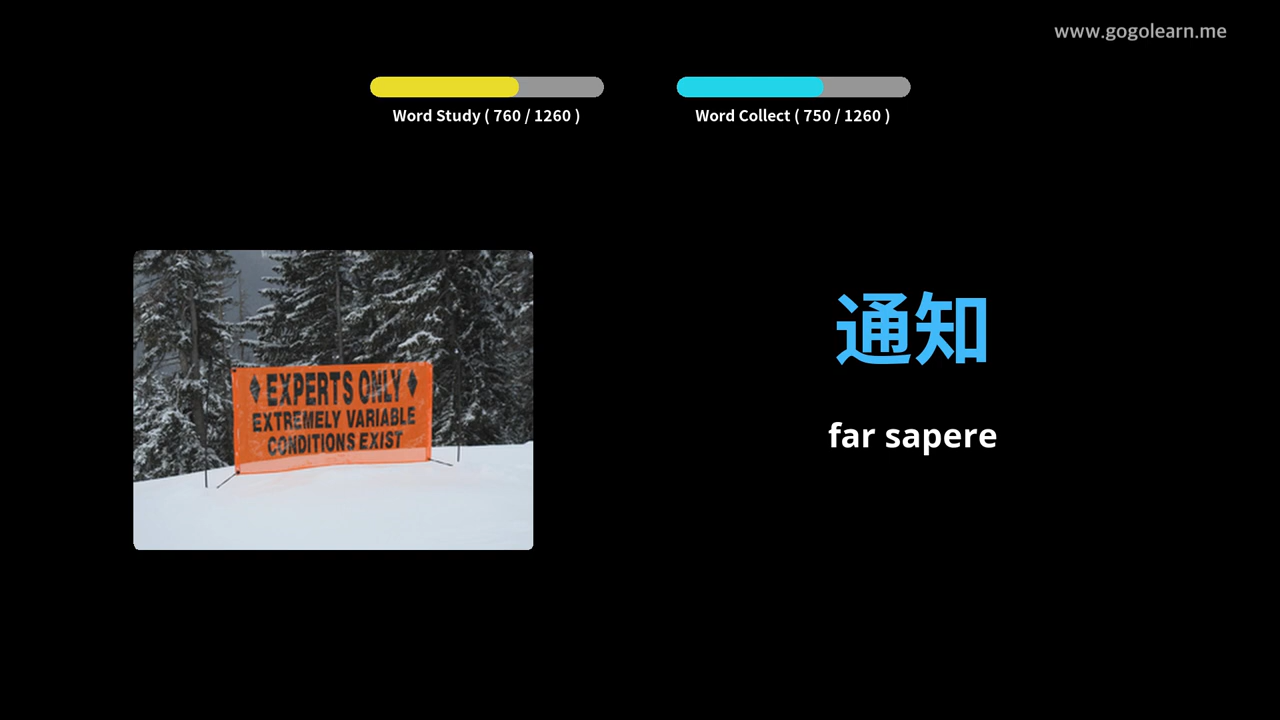 www.gogolearn.me
Word Study ( 760 / 1260 )
Word Collect ( 750 / 1260 )
EXPERTS ONLY
EXTREMELY VARIABLE
CONDITIONS EXIST
通知
far sapere